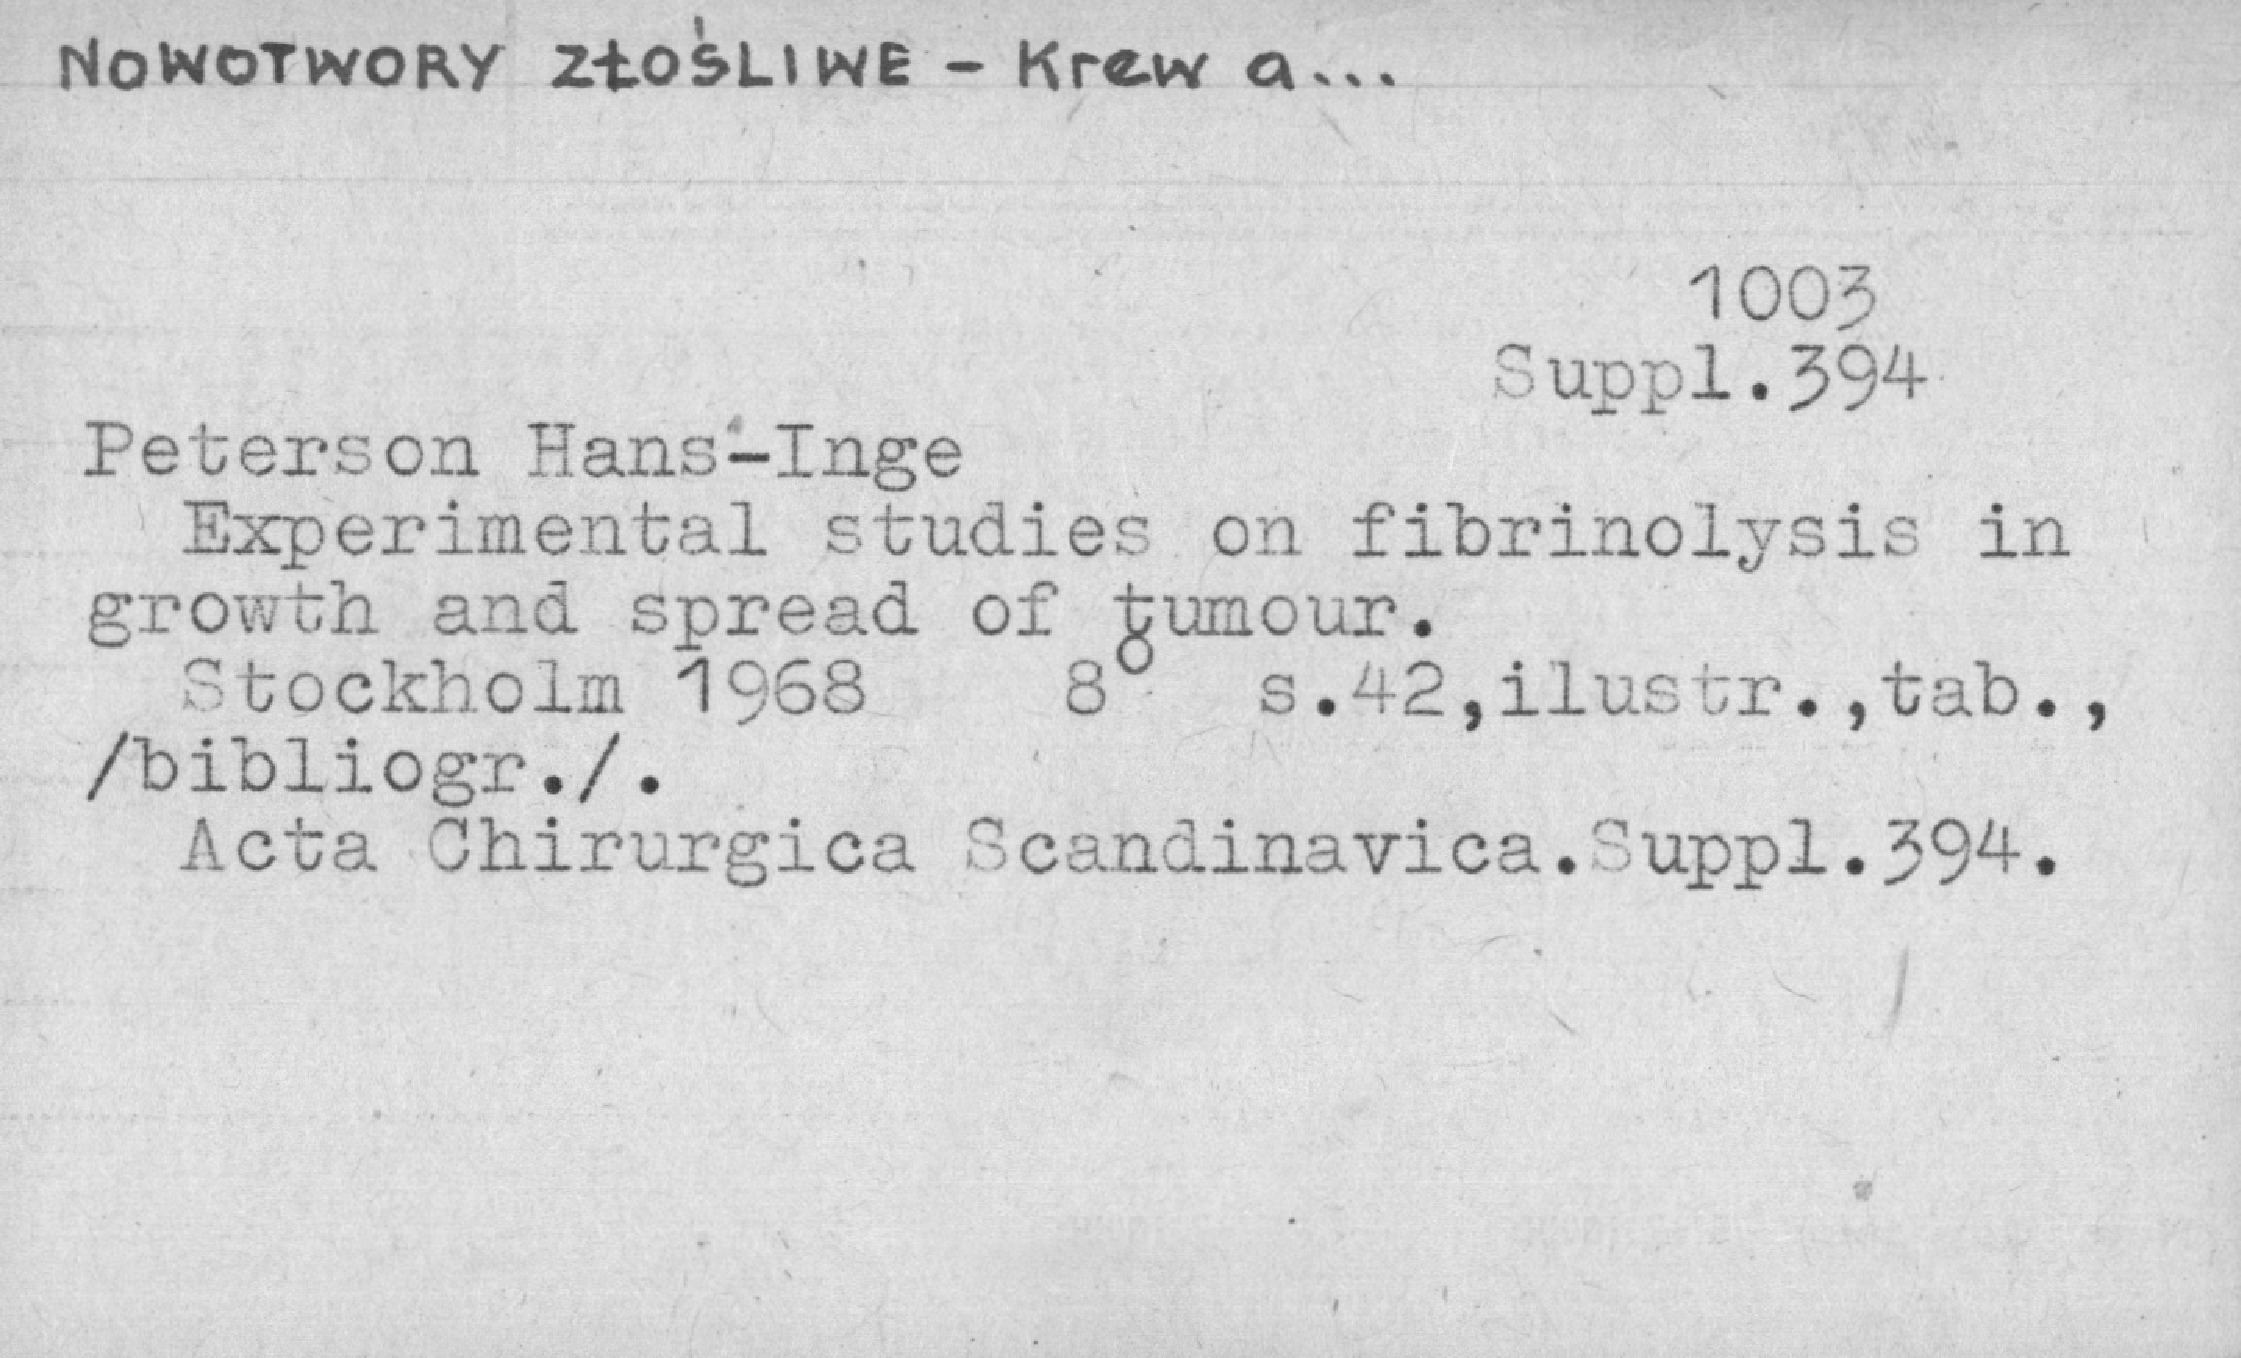 NOWOTWORY ZŁOŚLIWE - Krew a...
1003
Suppl.394
Peterson Hans-Inge
Experimental studies on fibrinolysis in
growth and spread of tumour.
Stockholm 1968 8° s.42,ilustr.,tab.,
/bibliogr./.
Acta Chirurgica Scandinavica.Suppl.394.